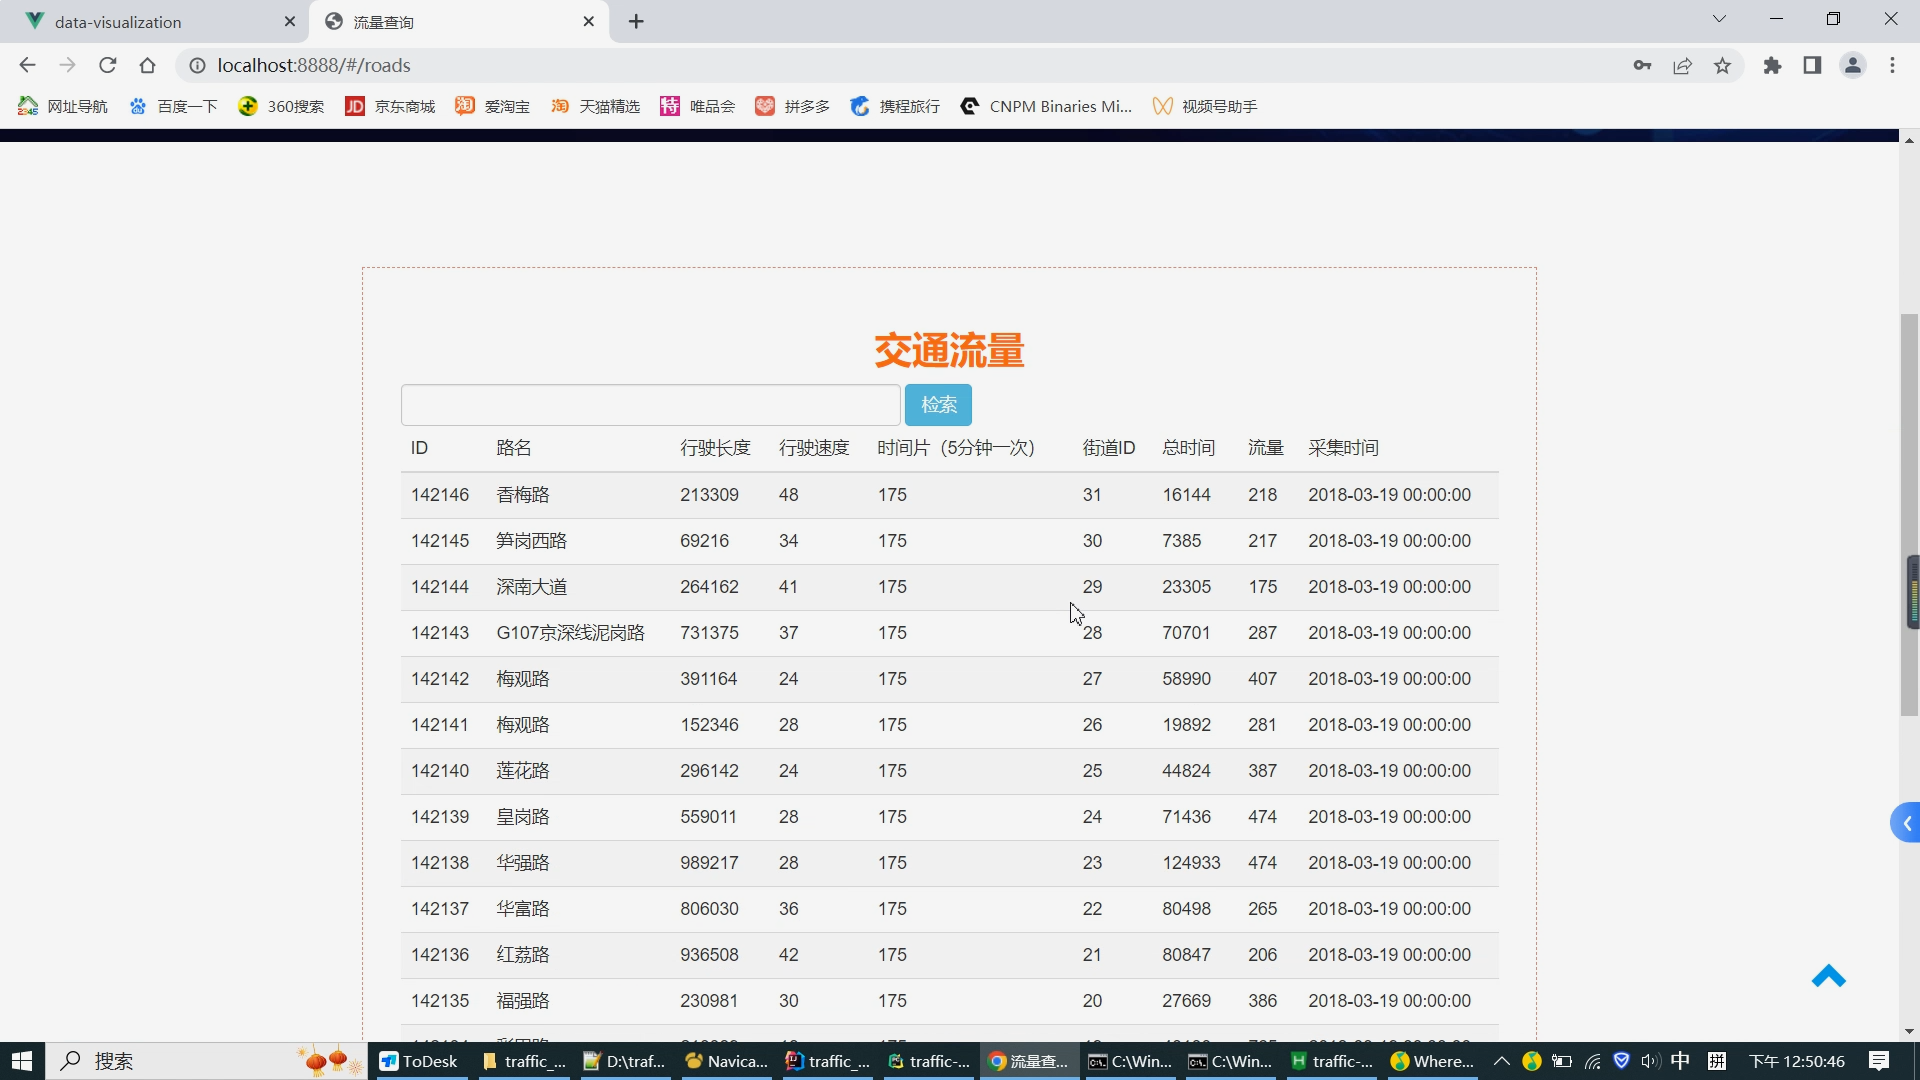 data-visualization
流量查询
localhost:8888/#/roads
网址导航 百度一下 360搜索 JD 京东商城 淘 爱淘宝 淘 天猫精选 特 唯品会 拼多多 携程旅行 CNPM Binaries Mi... 视频号助手
交通流量
检索
ID 路名 行驶长度 行驶速度 时间片（5分钟一次） 街道ID 总时间 流量 采集时间
142146 香梅路 213309 48 175 31 16144 218 2018-03-19 00:00:00
142145 笋岗西路 69216 34 175 30 7385 217 2018-03-19 00:00:00
142144 深南大道 264162 41 175 29 23305 175 2018-03-19 00:00:00
142143 G107京深线泥岗路 731375 37 175 28 70701 287 2018-03-19 00:00:00
142142 梅观路 391164 24 175 27 58990 407 2018-03-19 00:00:00
142141 梅观路 152346 28 175 26 19892 281 2018-03-19 00:00:00
142140 莲花路 296142 24 175 25 44824 387 2018-03-19 00:00:00
142139 皇岗路 559011 28 175 24 71436 474 2018-03-19 00:00:00
142138 华强路 989217 28 175 23 124933 474 2018-03-19 00:00:00
142137 华富路 806030 36 175 22 80498 265 2018-03-19 00:00:00
142136 红荔路 936508 42 175 21 80847 206 2018-03-19 00:00:00
142135 福强路 230981 30 175 20 27669 386 2018-03-19 00:00:00
搜索 ToDesk traffic_... D:\traf... Navica... traffic_... traffic-... 流量查... C:\Win... C:\Win... traffic-... Where... 中 拼 下午 12:50:46